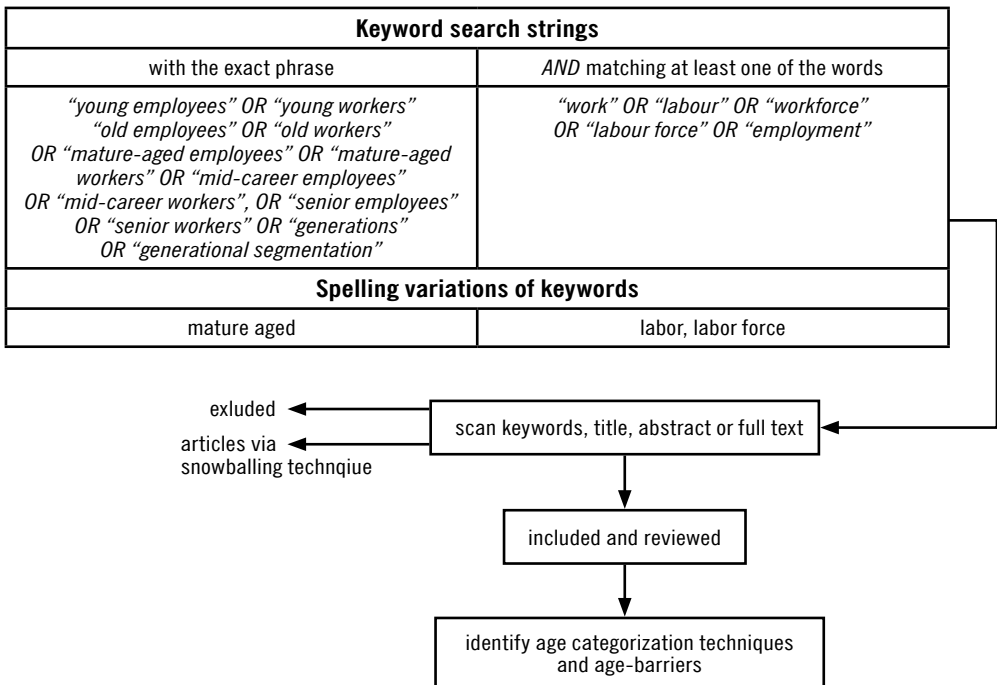 Keyword search strings
with the exact phrase
AND matching at least one of the words
“young employees” OR “young workers”
“old employees” OR “old workers”
OR “mature-aged employees” OR “mature-aged
workers” OR “mid-career employees”
OR “mid-career workers”, OR “senior employees”
OR “senior workers” OR “generations”
OR “generational segmentation”
“work” OR “labour” OR “workforce”
OR “labour force” OR “employment”
Spelling variations of keywords
mature aged
labor, labor force
exluded
articles via
snowballing technqiue
scan keywords, title, abstract or full text
included and reviewed
identify age categorization techniques
and age-barriers